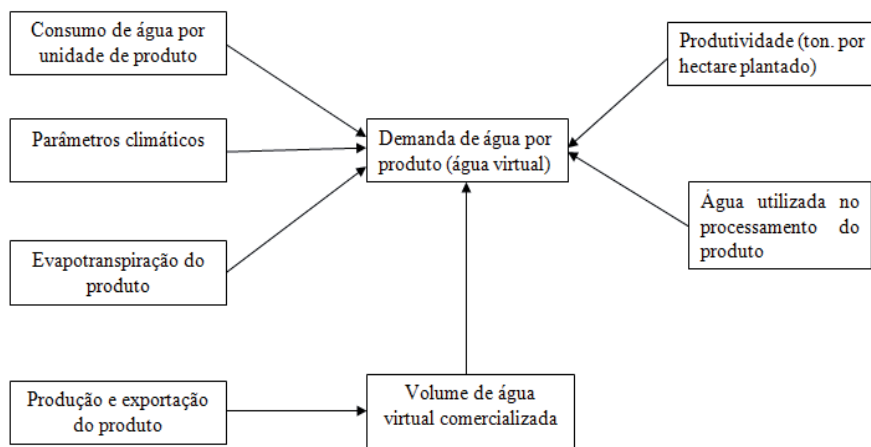 Consumo de água por
unidade de produto
Produtividade (ton. por
hectare plantado)
Parâmetros climáticos
Demanda de água por
produto (água virtual)
Água utilizada no
processamento do
produto
Evapotranspiração do
produto
Produção e exportação
do produto
Volume de água
virtual comercializada